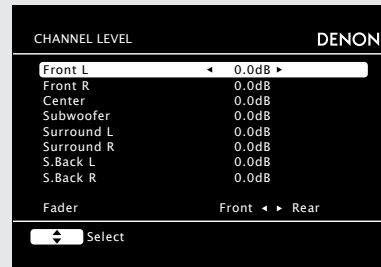 CHANNEL LEVEL DENON
Front L ◄ 0.0dB ►
Front R 0.0dB
Center 0.0dB
Subwoofer 0.0dB
Surround L 0.0dB
Surround R 0.0dB
S.Back L 0.0dB
S.Back R 0.0dB
Fader Front ◄ ► Rear
Select